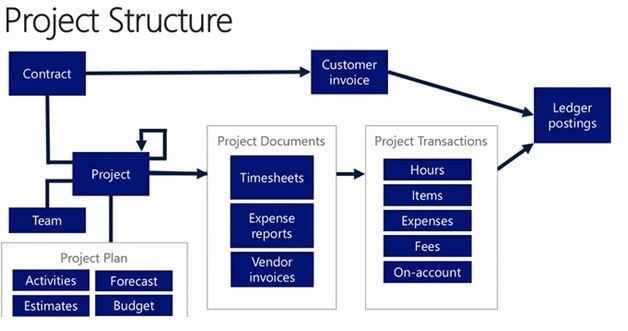 Project Structure
Contract
Customer
invoice
Ledger
postings
Project
Team
Project Documents
Timesheets
Expense
reports
Vendor
invoices
Project Transactions
Hours
Items
Expenses
Fees
On-account
Project Plan
Activities
Forecast
Estimates
Budget